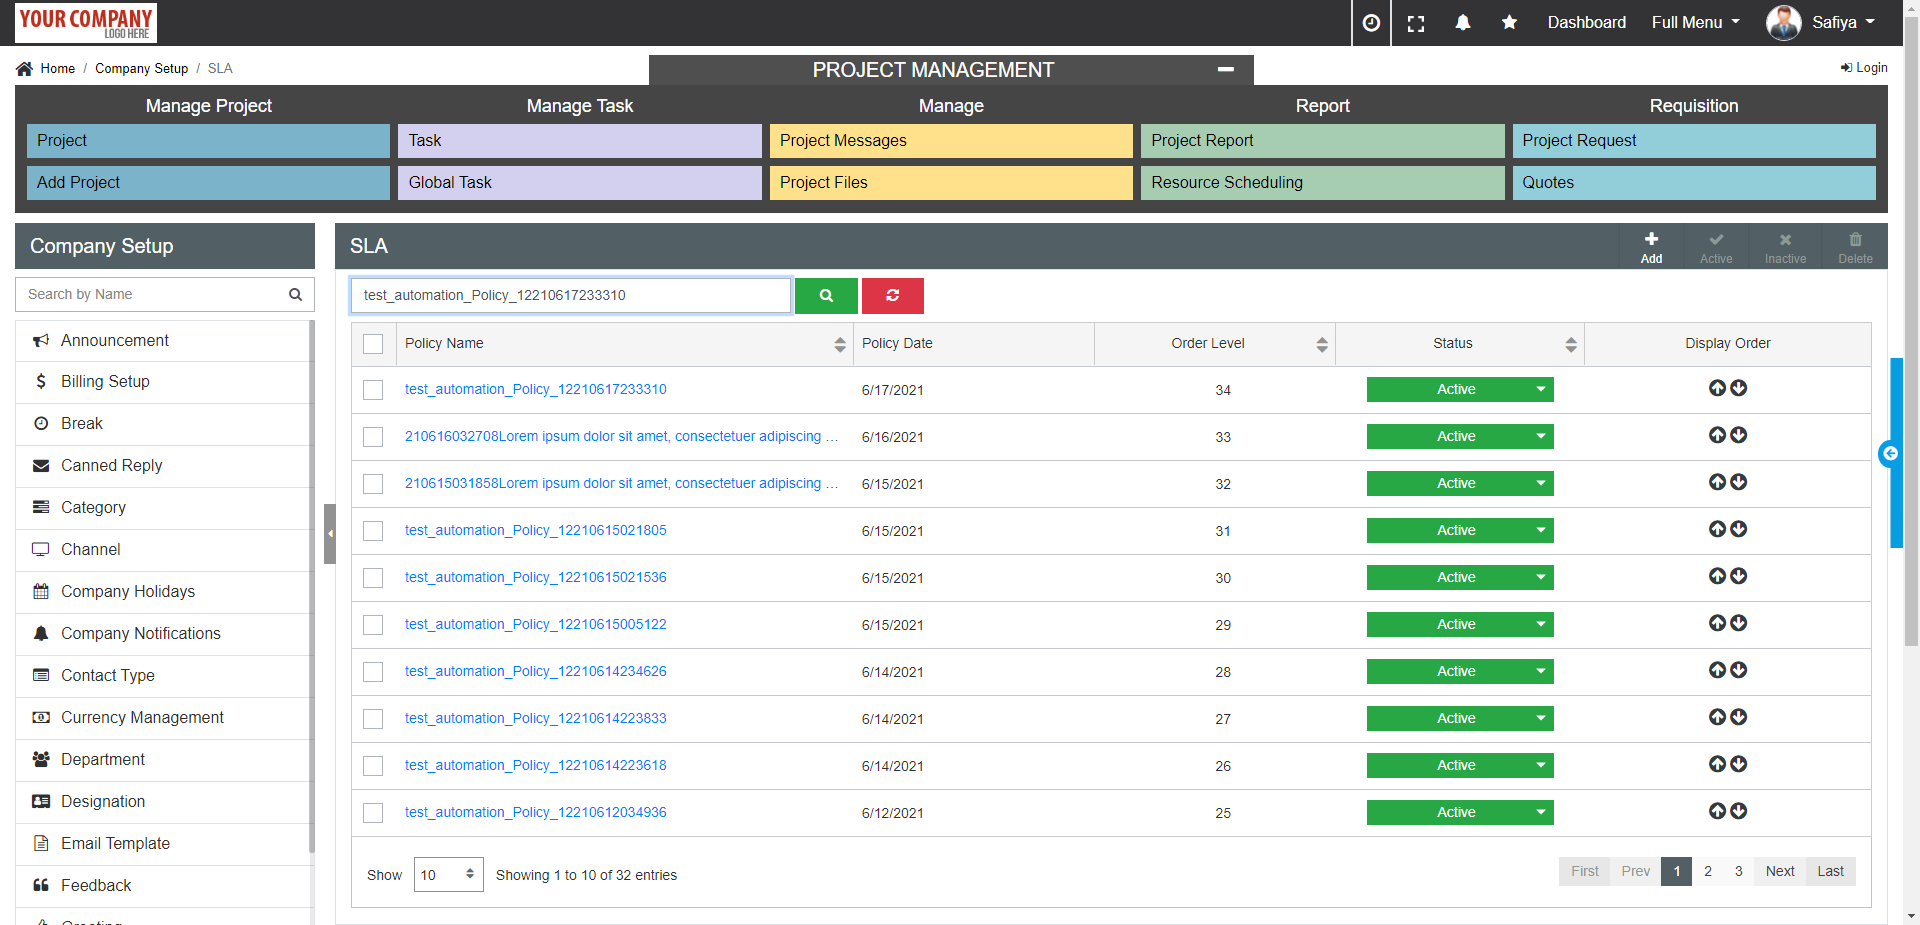 YOUR COMPANY
LOGO HERE
Dashboard
Full Menu
Safiya
Home / Company Setup / SLA
PROJECT MANAGEMENT
Login
Manage Project
Manage Task
Manage
Report
Requisition
Project
Task
Project Messages
Project Report
Project Request
Add Project
Global Task
Project Files
Resource Scheduling
Quotes
Company Setup
Search by Name
Announcement
Billing Setup
Break
Canned Reply
Category
Channel
Company Holidays
Company Notifications
Contact Type
Currency Management
Department
Designation
Email Template
Feedback
SLA
Add
Active
Inactive
Delete
test_automation_Policy_12210617233310
Policy Name Policy Date Order Level Status Display Order
test_automation_Policy_12210617233310 6/17/2021 34 Active
210616032708Lorem ipsum dolor sit amet, consectetuer adipiscing ... 6/16/2021 33 Active
210615031858Lorem ipsum dolor sit amet, consectetuer adipiscing ... 6/15/2021 32 Active
test_automation_Policy_12210615021805 6/15/2021 31 Active
test_automation_Policy_12210615021536 6/15/2021 30 Active
test_automation_Policy_12210615005122 6/15/2021 29 Active
test_automation_Policy_12210614234626 6/14/2021 28 Active
test_automation_Policy_12210614223833 6/14/2021 27 Active
test_automation_Policy_12210614223618 6/14/2021 26 Active
test_automation_Policy_12210612034936 6/12/2021 25 Active
Show 10 Showing 1 to 10 of 32 entries
First Prev 1 2 3 Next Last